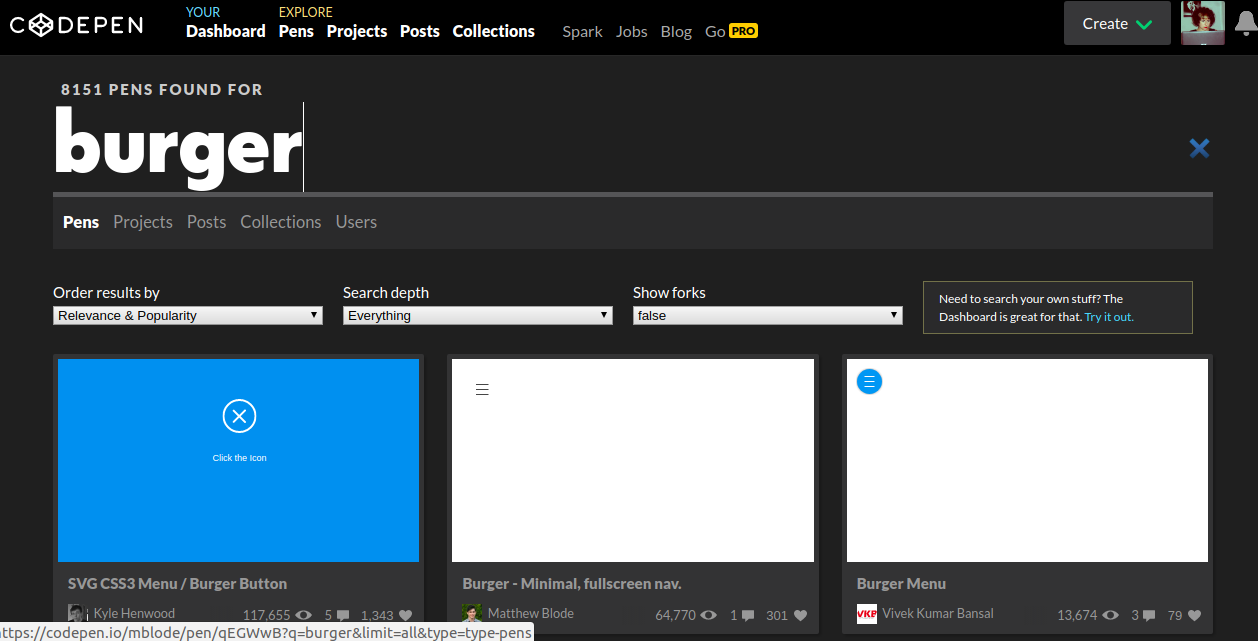 CODEPEN
YOUR
Dashboard
EXPLORE
Pens Projects Posts Collections Spark Jobs Blog Go PRO
Create
8151 PENS FOUND FOR
burger
Pens Projects Posts Collections Users
Order results by
Relevance & Popularity
Search depth
Everything
Show forks
false
Need to search your own stuff? The
Dashboard is great for that. Try it out.
Click the Icon
SVG CSS3 Menu / Burger Button
Kyle Henwood 117,655 5 1,343
Burger - Minimal, fullscreen nav.
Matthew Blode 64,770 1 301
Burger Menu
VKB
Vivek Kumar Bansal 13,674 3 79
ttps://codepen.io/mblode/pen/qEGWwB?q=burger&limit=all&type=type-pens